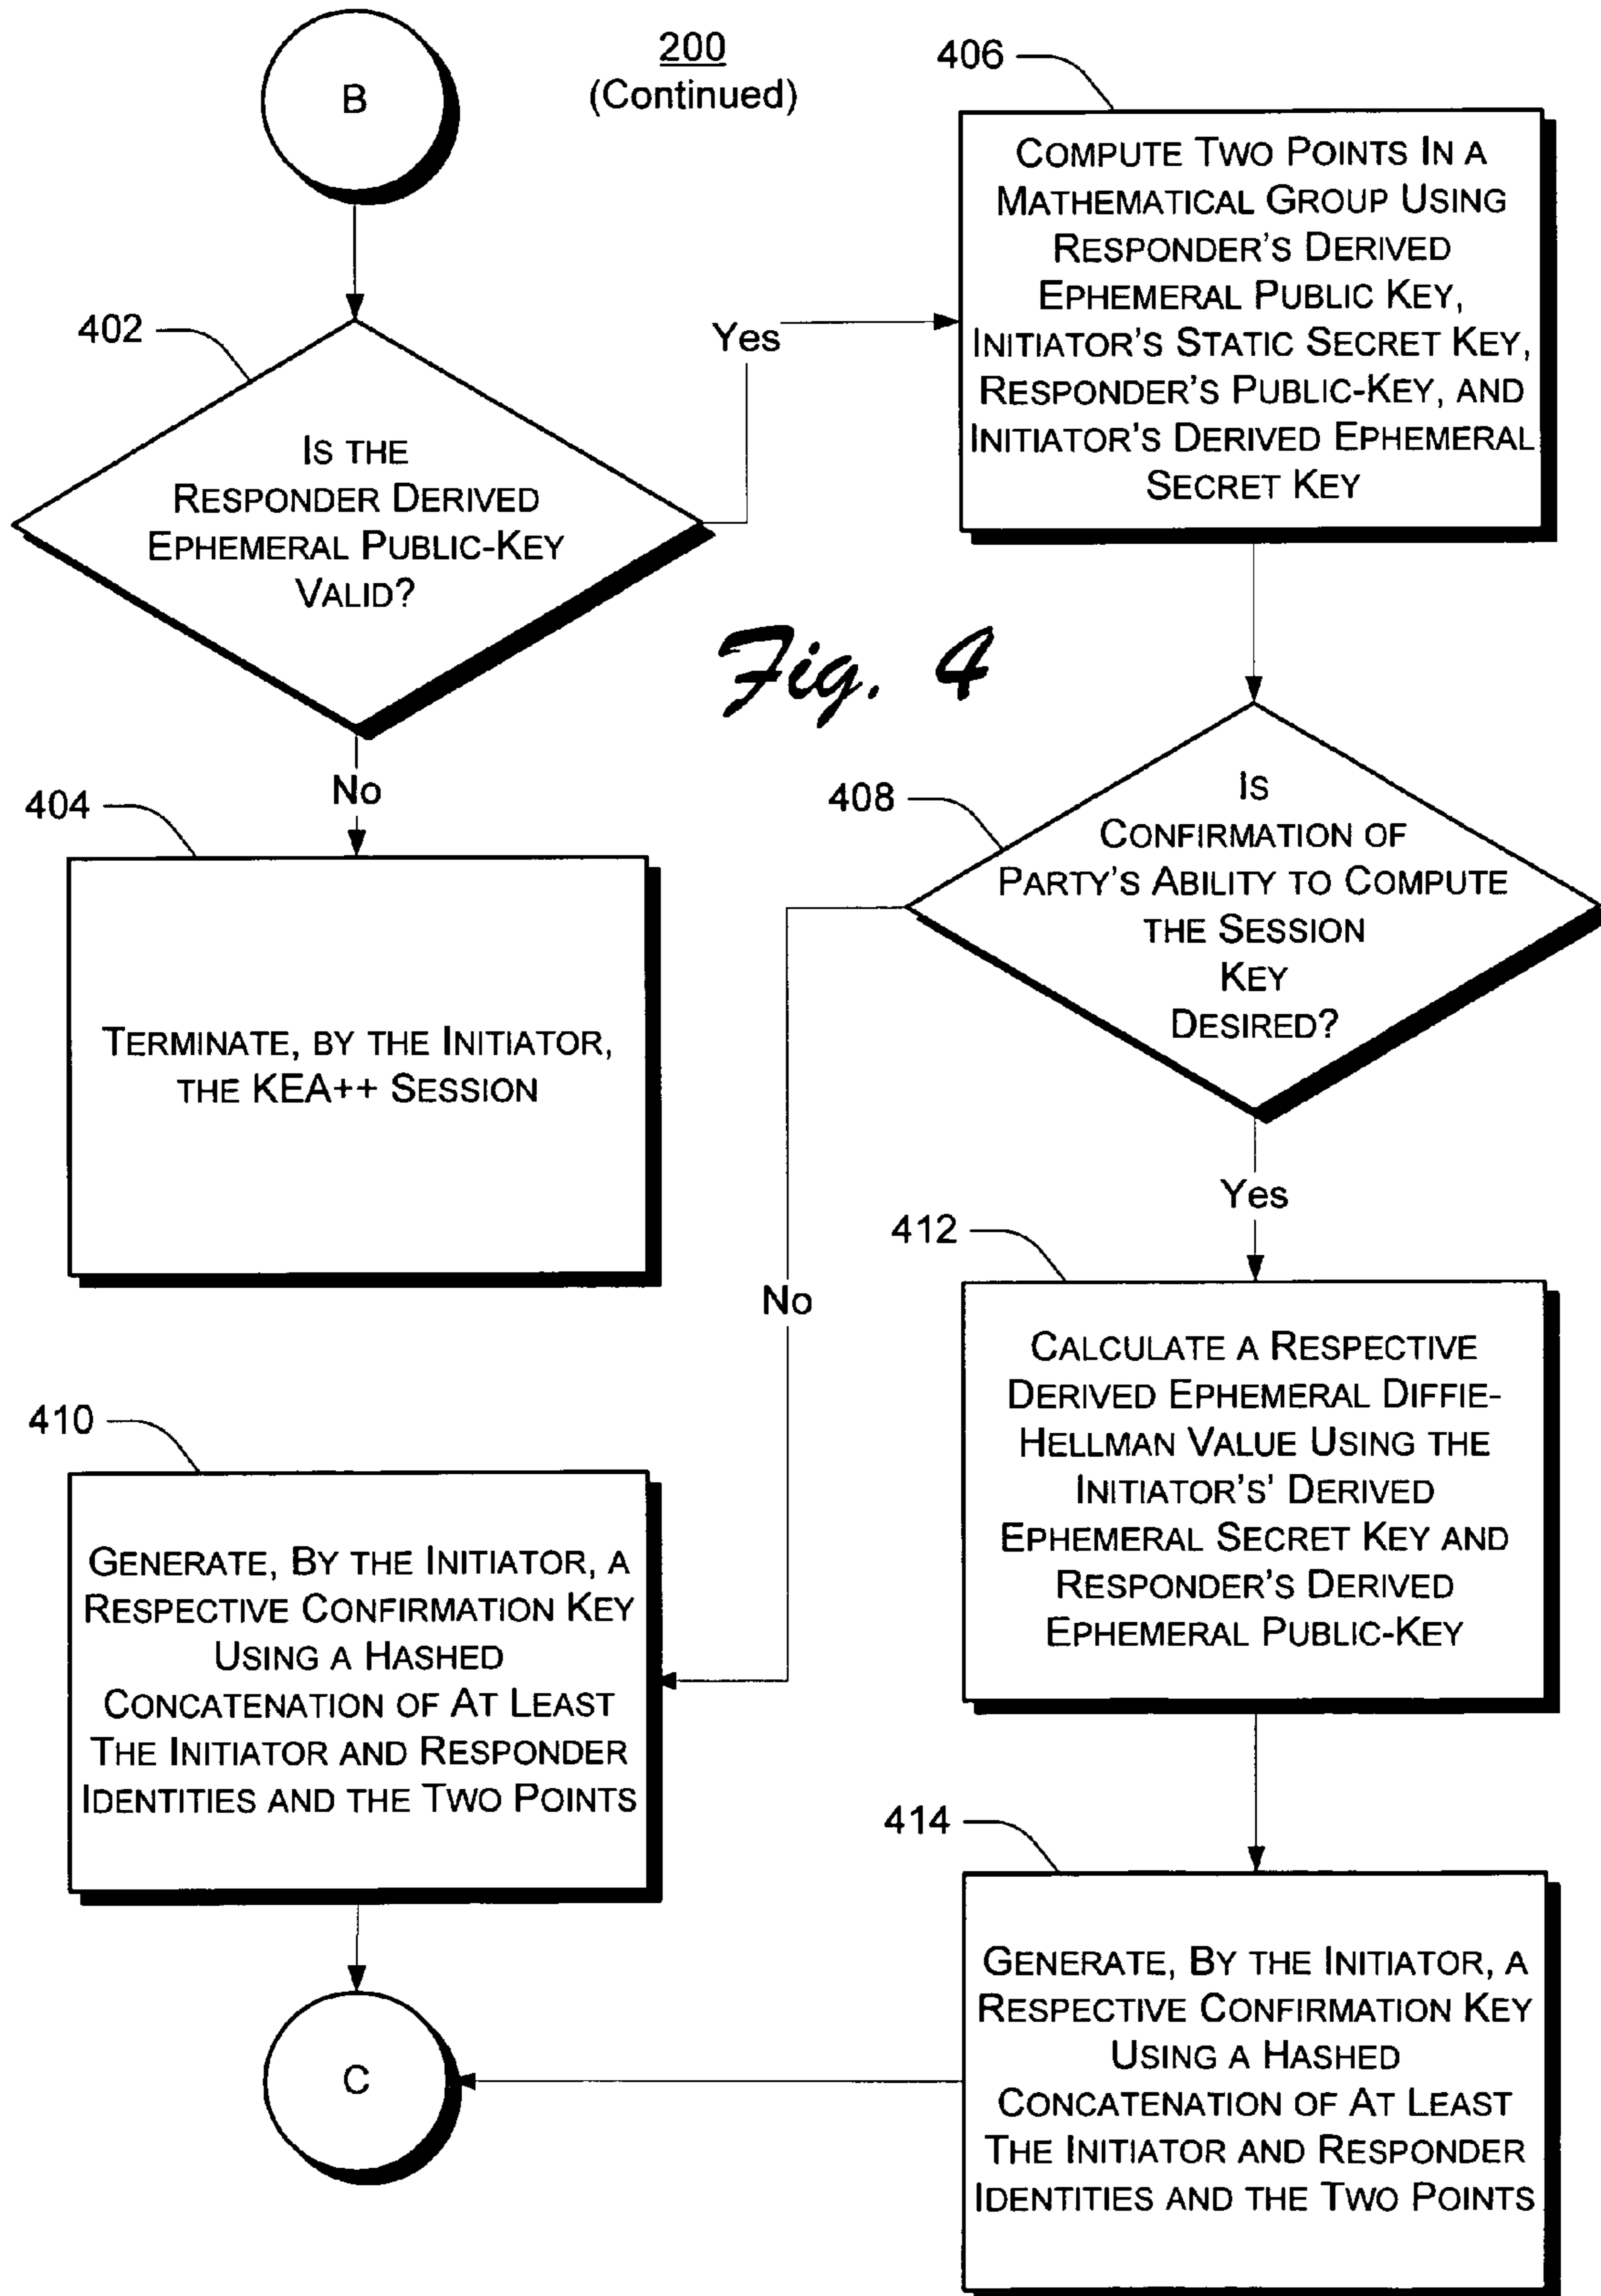 B
200
(Continued)
406
COMPUTE TWO POINTS IN A
MATHEMATICAL GROUP USING
RESPONDER'S DERIVED
EPHEMERAL PUBLIC KEY,
INITIATOR'S STATIC SECRET KEY,
RESPONDER'S PUBLIC-KEY, AND
INITIATOR'S DERIVED EPHEMERAL
SECRET KEY
402
Yes
IS THE
RESPONDER DERIVED
EPHEMERAL PUBLIC-KEY
VALID?
Fig. 4
No
404
TERMINATE, BY THE INITIATOR,
THE KEA++ SESSION
408
IS
CONFIRMATION OF
PARTY'S ABILITY TO COMPUTE
THE SESSION
KEY
DESIRED?
Yes
No
412
CALCULATE A RESPECTIVE
DERIVED EPHEMERAL DIFFIE-
HELLMAN VALUE USING THE
INITIATOR'S' DERIVED
EPHEMERAL SECRET KEY AND
RESPONDER'S DERIVED
EPHEMERAL PUBLIC-KEY
410
GENERATE, BY THE INITIATOR, A
RESPECTIVE CONFIRMATION KEY
USING A HASHED
CONCATENATION OF AT LEAST
THE INITIATOR AND RESPONDER
IDENTITIES AND THE TWO POINTS
414
GENERATE, BY THE INITIATOR, A
RESPECTIVE CONFIRMATION KEY
USING A HASHED
CONCATENATION OF AT LEAST
THE INITIATOR AND RESPONDER
IDENTITIES AND THE TWO POINTS
C